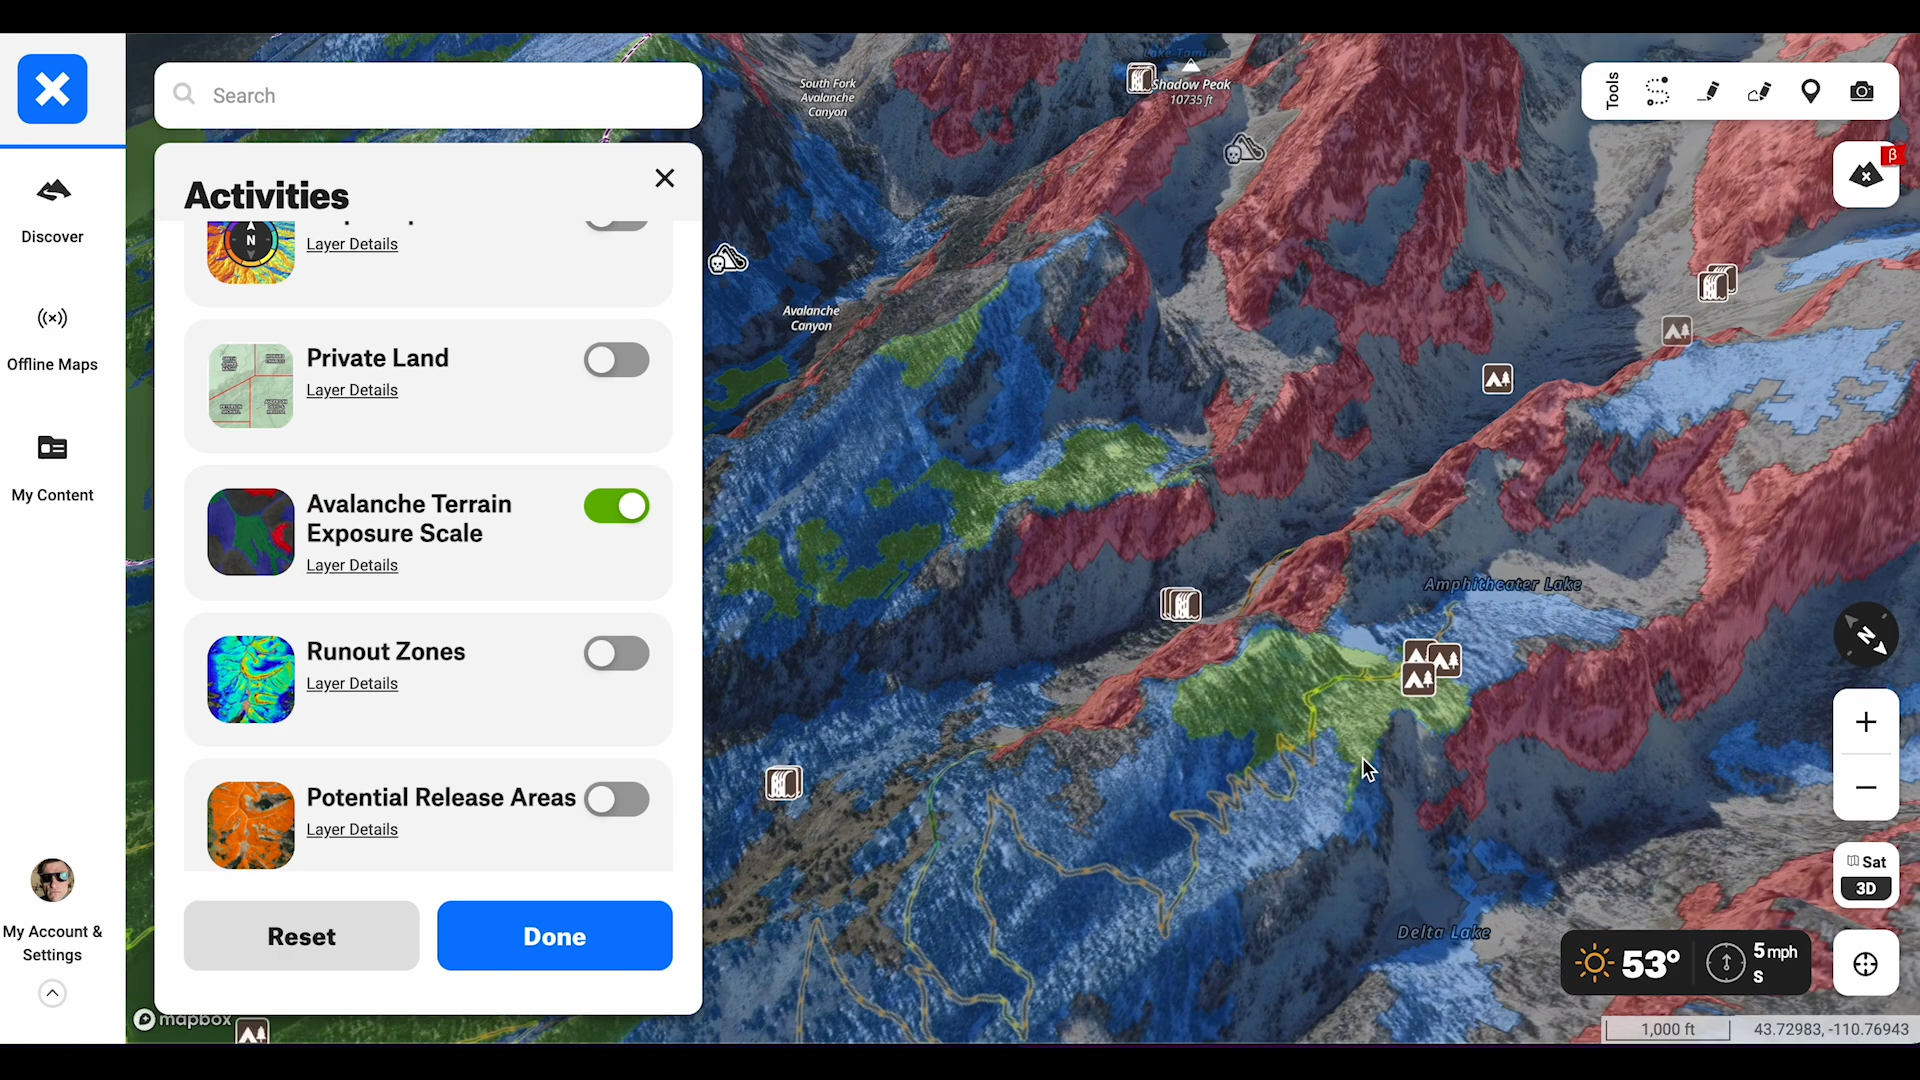 Search
Activities
Layer Details
Private Land
Layer Details
Avalanche Terrain
Exposure Scale
Layer Details
Runout Zones
Layer Details
Potential Release Areas
Layer Details
Reset
Done
Discover
Offline Maps
My Content
My Account &
Settings
mapbox
South Fork
Avalanche
Canyon
Avalanche
Canyon
Shadow Peak
10735 ft
Amphitheater Lake
Delta Lake
Tools
β
N
N
Sat
3D
53°
5 mph
S
1,000 ft
43.72983, -110.76943